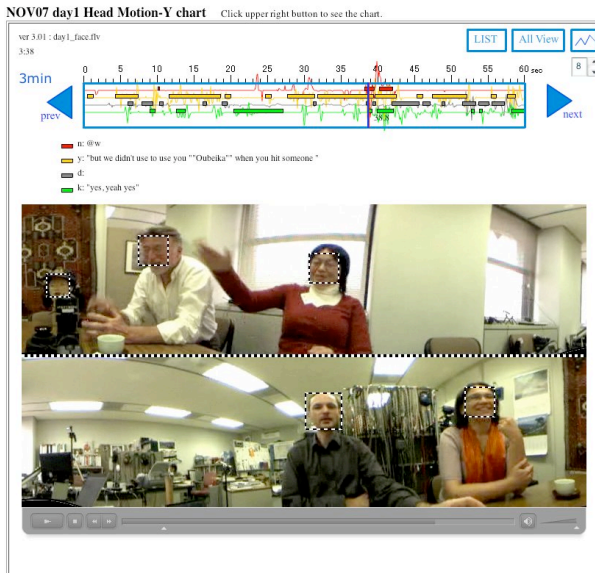 NOV07 day1 Head Motion-Y chart Click upper right button to see the chart.
ver 3.01 : day1_face.flv
3:38
LIST
All View
8
3min
0 5 10 15 20 25 30 35 40 45 50 55 60 sec
prev
next
38.8
n: @w
y: "but we didn't use to use you ""Oubeika"" when you hit someone "
d:
k: "yes, yeah yes"